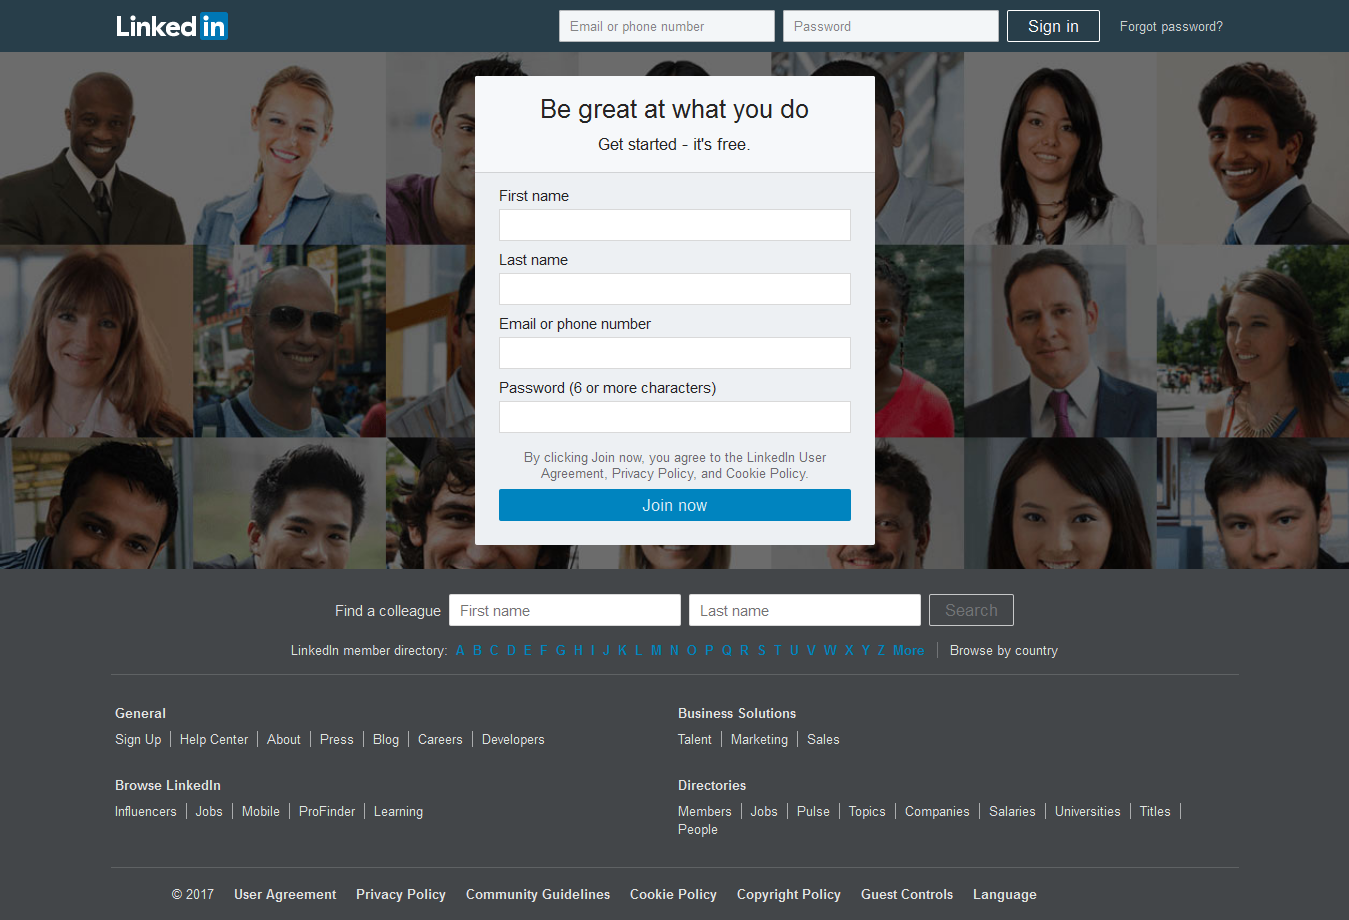 Linked in
Email or phone number Password Sign in Forgot password?
Be great at what you do
Get started - it's free.
First name
Last name
Email or phone number
Password (6 or more characters)
By clicking Join now, you agree to the LinkedIn User
Agreement, Privacy Policy, and Cookie Policy.
Join now
Find a colleague First name Last name Search
LinkedIn member directory: A B C D E F G H I J K L M N O P Q R S T U V W X Y Z More Browse by country
General
Sign Up Help Center About Press Blog Careers Developers
Business Solutions
Talent Marketing Sales
Browse LinkedIn
Influencers Jobs Mobile ProFinder Learning
Directories
Members Jobs Pulse Topics Companies Salaries Universities Titles
People
© 2017 User Agreement Privacy Policy Community Guidelines Cookie Policy Copyright Policy Guest Controls Language